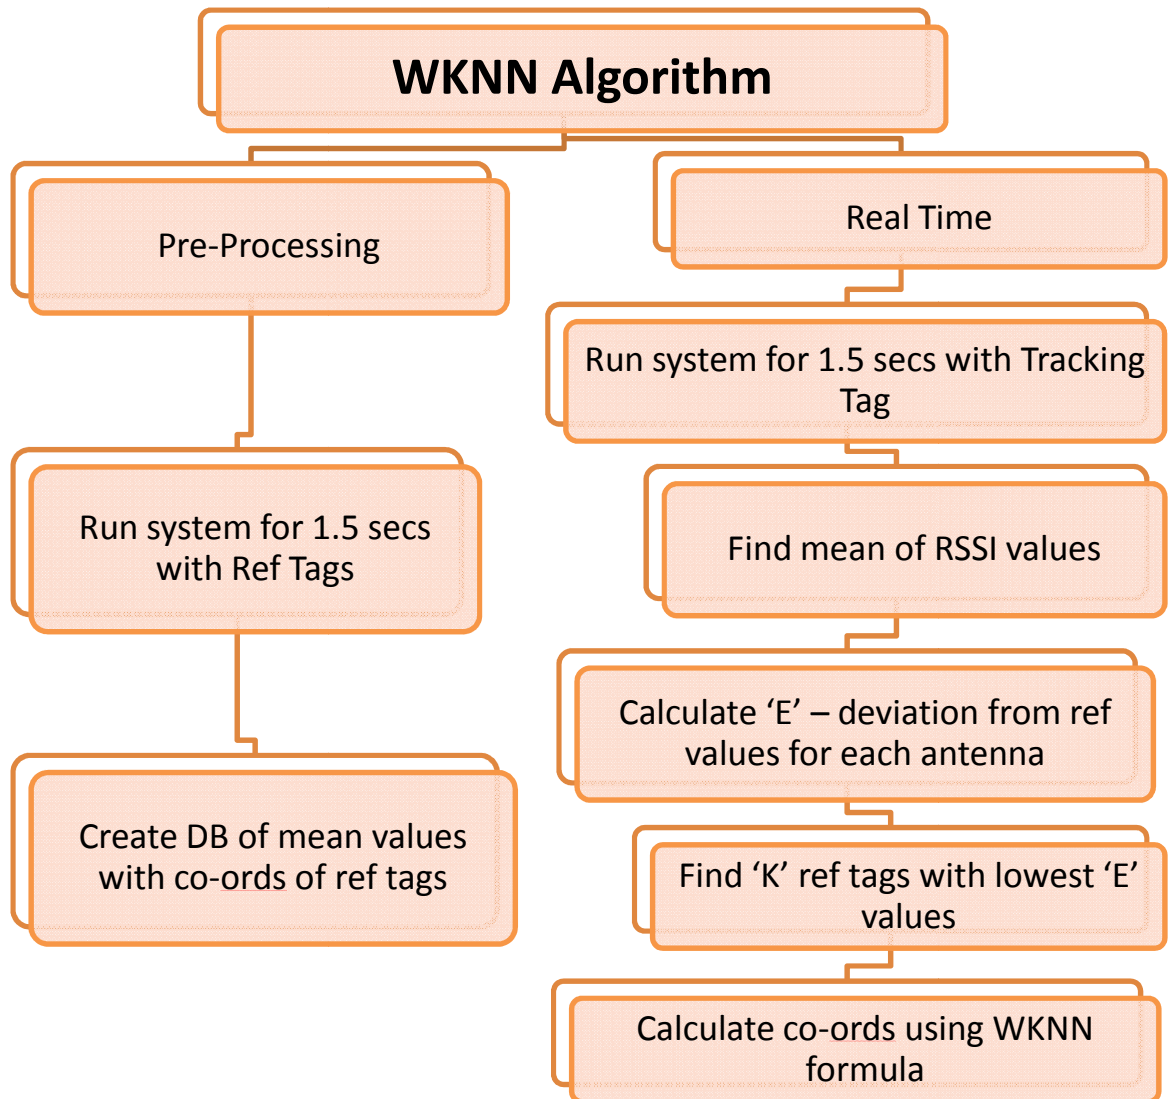 WKNN Algorithm
Pre-Processing
Run system for 1.5 secs
with Ref Tags
Create DB of mean values
with co-ords of ref tags
Real Time
Run system for 1.5 secs with Tracking
Tag
Find mean of RSSI values
Calculate ‘E’ – deviation from ref
values for each antenna
Find ‘K’ ref tags with lowest ‘E’
values
Calculate co-ords using WKNN
formula